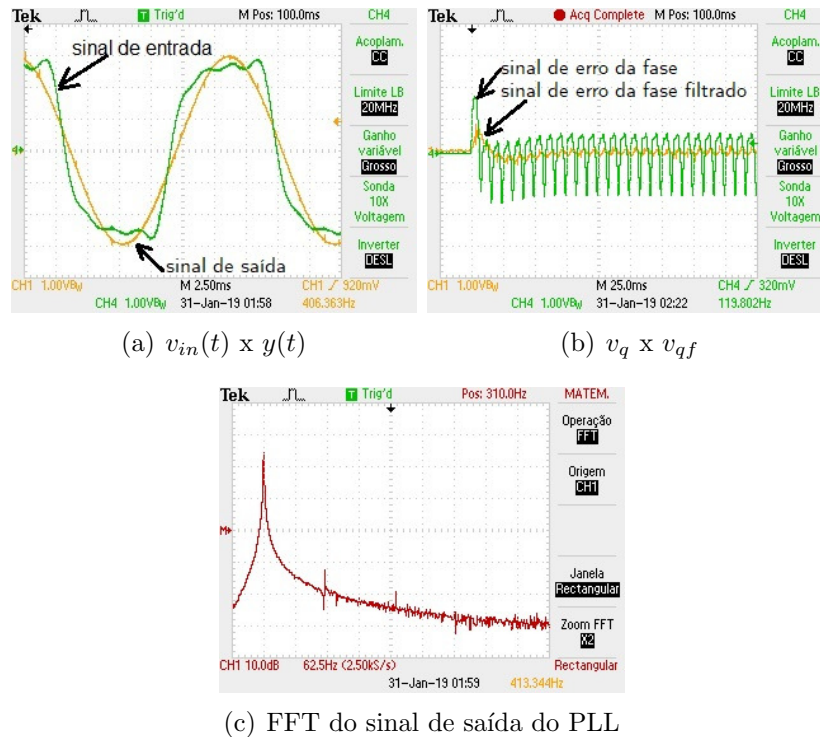 Tek Trig'd M Pos: 100.0ms CH4
Acoplam.
CC
Limite LB
20MHz
Ganho
variável
Grosso
Sonda
10X
Voltagem
Inverter
DESL
sinal de entrada
sinal de saída
CH1 1.00VBW M 2.50ms CH1 ∕ 320mV
CH4 1.00VBW 31-Jan-19 01:58 406.363Hz
(a) v_in(t) x y(t)
Tek Acq Complete M Pos: 100.0ms CH4
Acoplam.
CC
Limite LB
20MHz
Ganho
variável
Grosso
Sonda
10X
Voltagem
Inverter
DESL
sinal de erro da fase
sinal de erro da fase filtrado
CH1 1.00VBW M 25.0ms CH4 ∕ 320mV
CH4 1.00VBW 31-Jan-19 02:22 119.802Hz
(b) v_q x v_qf
Tek Trig'd Pos: 310.0Hz MATEM.
Operação
FFT
Origem
CH1
Janela
Rectangular
Zoom FFT
X2
M
CH1 10.0dB 62.5Hz (2.50kS/s) Rectangular
31-Jan-19 01:59 413.344Hz
(c) FFT do sinal de saída do PLL